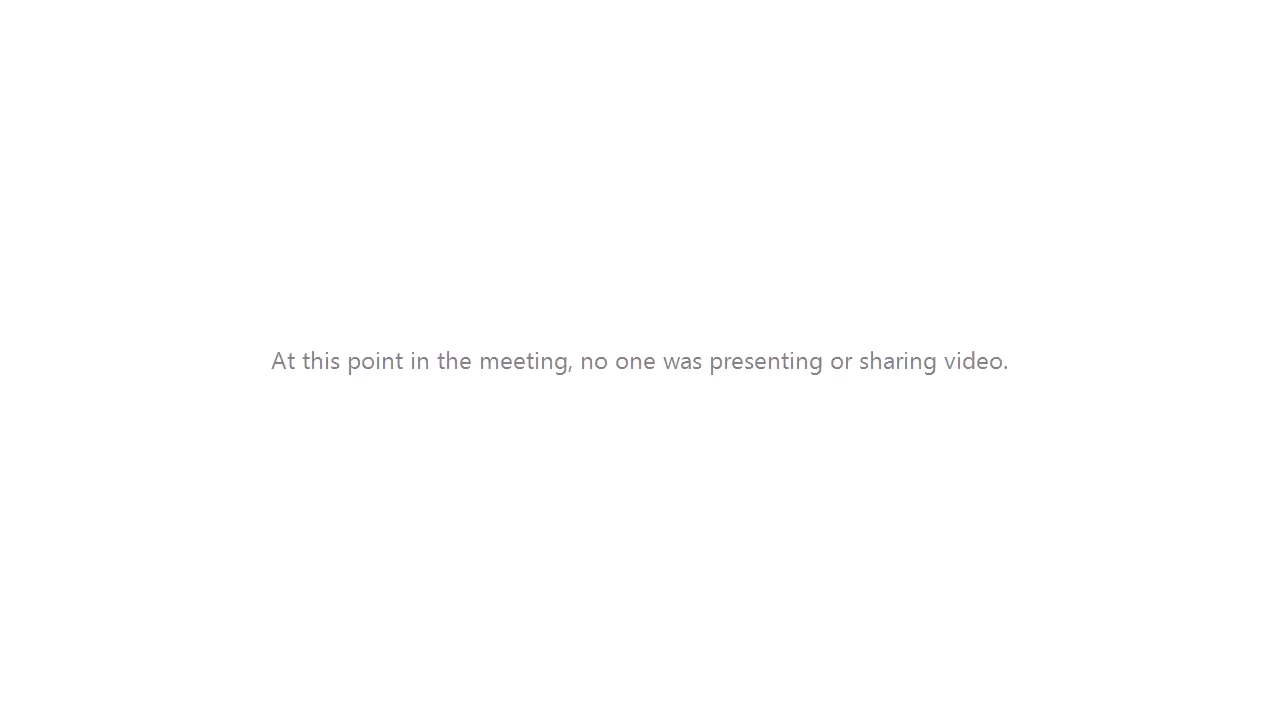 At this point in the meeting, no one was presenting or sharing video.